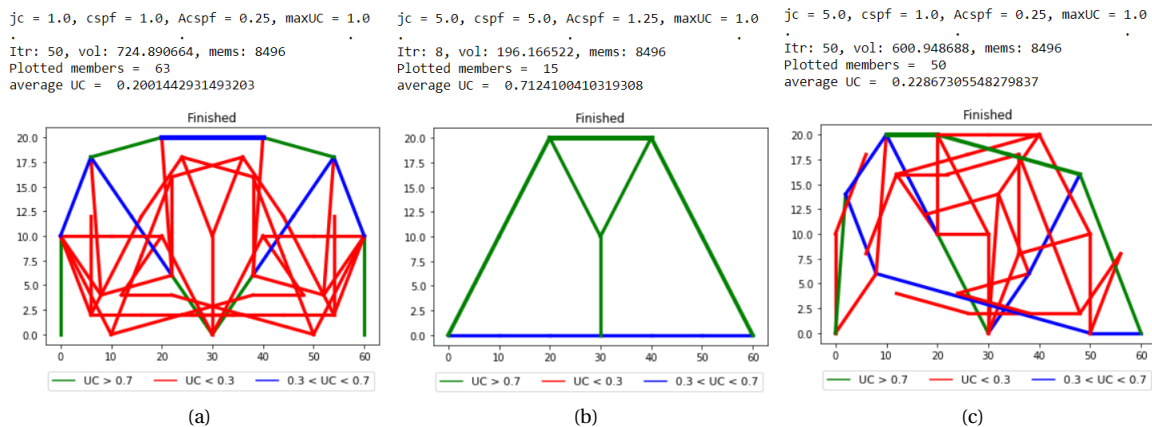 jc = 1.0, cspf = 1.0, Acspf = 0.25, maxUC = 1.0
. . .
Itr: 50, vol: 724.890664, mems: 8496
Plotted members = 63
average UC = 0.2001442931493203
Finished
20.0
17.5
15.0
12.5
10.0
7.5
5.0
2.5
0.0
0 10 20 30 40 50 60
UC > 0.7 UC < 0.3 0.3 < UC < 0.7
(a)
jc = 5.0, cspf = 5.0, Acspf = 1.25, maxUC = 1.0
. . .
Itr: 8, vol: 196.166522, mems: 8496
Plotted members = 15
average UC = 0.7124100410319308
Finished
20.0
17.5
15.0
12.5
10.0
7.5
5.0
2.5
0.0
0 10 20 30 40 50 60
UC > 0.7 UC < 0.3 0.3 < UC < 0.7
(b)
jc = 5.0, cspf = 1.0, Acspf = 0.25, maxUC = 1.0
. . .
Itr: 50, vol: 600.948688, mems: 8496
Plotted members = 50
average UC = 0.22867305548279837
Finished
20.0
17.5
15.0
12.5
10.0
7.5
5.0
2.5
0.0
0 10 20 30 40 50 60
UC > 0.7 UC < 0.3 0.3 < UC < 0.7
(c)